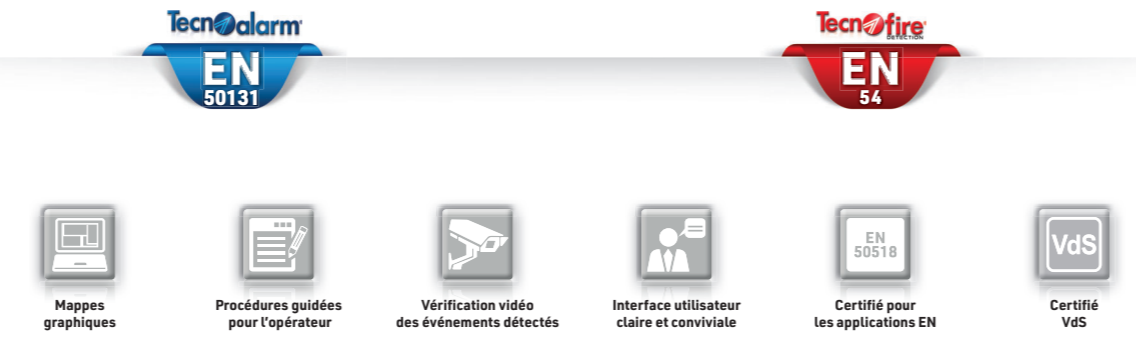 Tecnoalarm
EN
50131
Tecnofire
DETECTION
EN
54
Mappes
graphiques
Procédures guidées
pour l'opérateur
Vérification vidéo
des événements détectés
Interface utilisateur
claire et conviviale
EN
50518
Certifié pour
les applications EN
VdS
Certifié
VdS